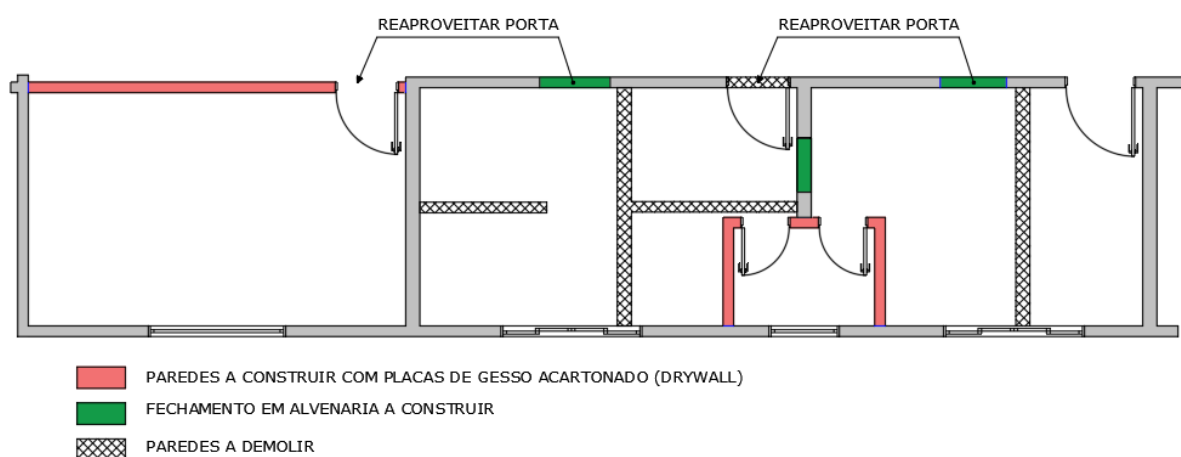 REAPROVEITAR PORTA
REAPROVEITAR PORTA
PAREDES A CONSTRUIR COM PLACAS DE GESSO ACARTONADO (DRYWALL)
FECHAMENTO EM ALVENARIA A CONSTRUIR
PAREDES A DEMOLIR